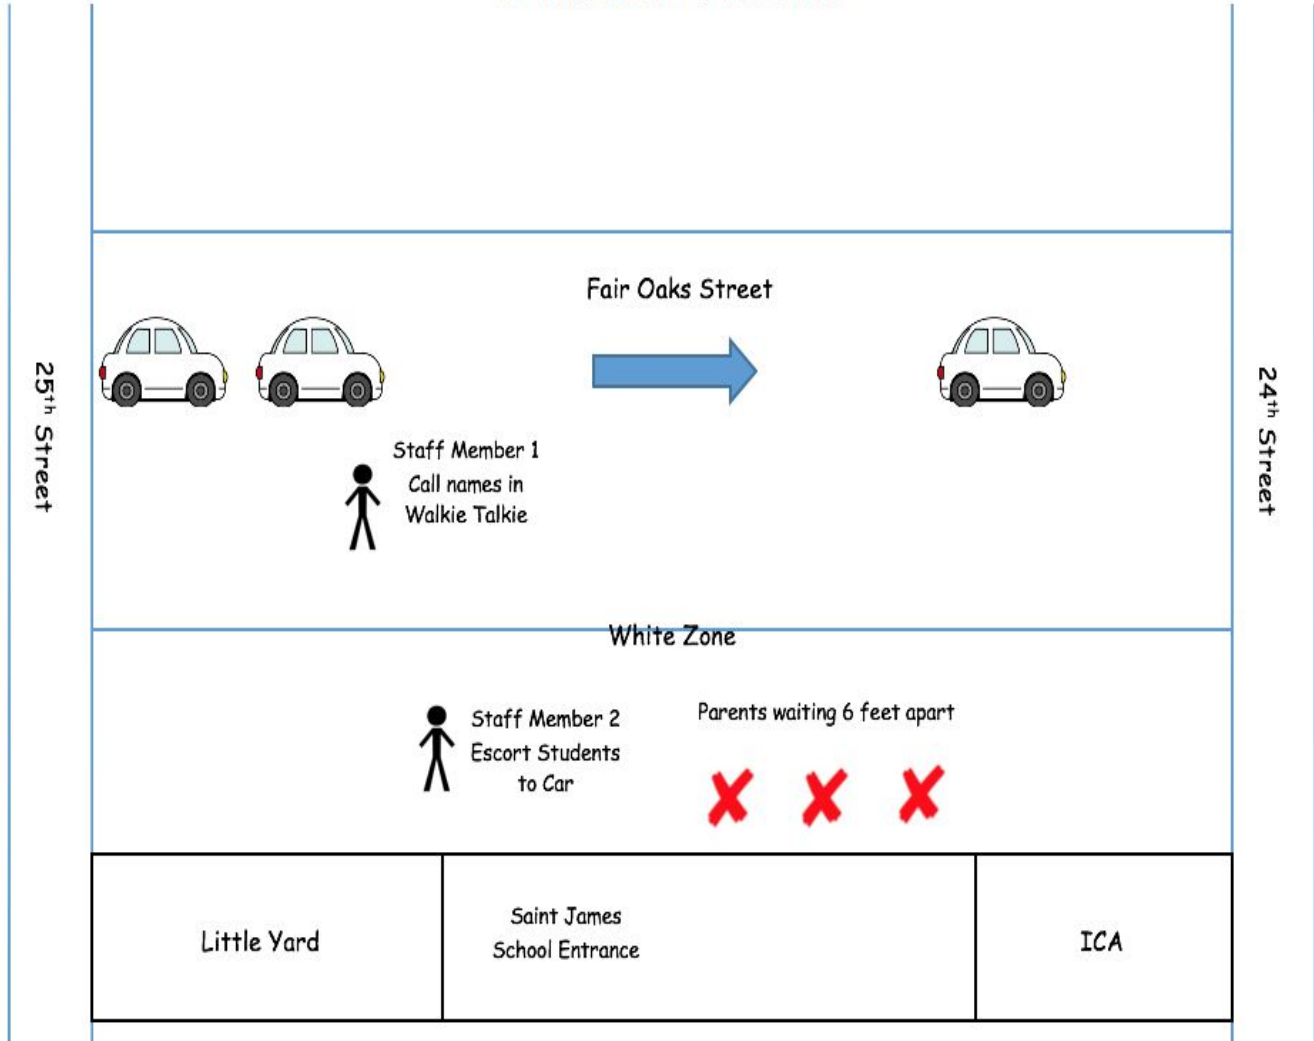 Fair Oaks Street
25th Street
24th Street
Staff Member 1
Call names in
Walkie Talkie
White Zone
Staff Member 2
Escort Students
to Car
Parents waiting 6 feet apart
Little Yard
Saint James
School Entrance
ICA